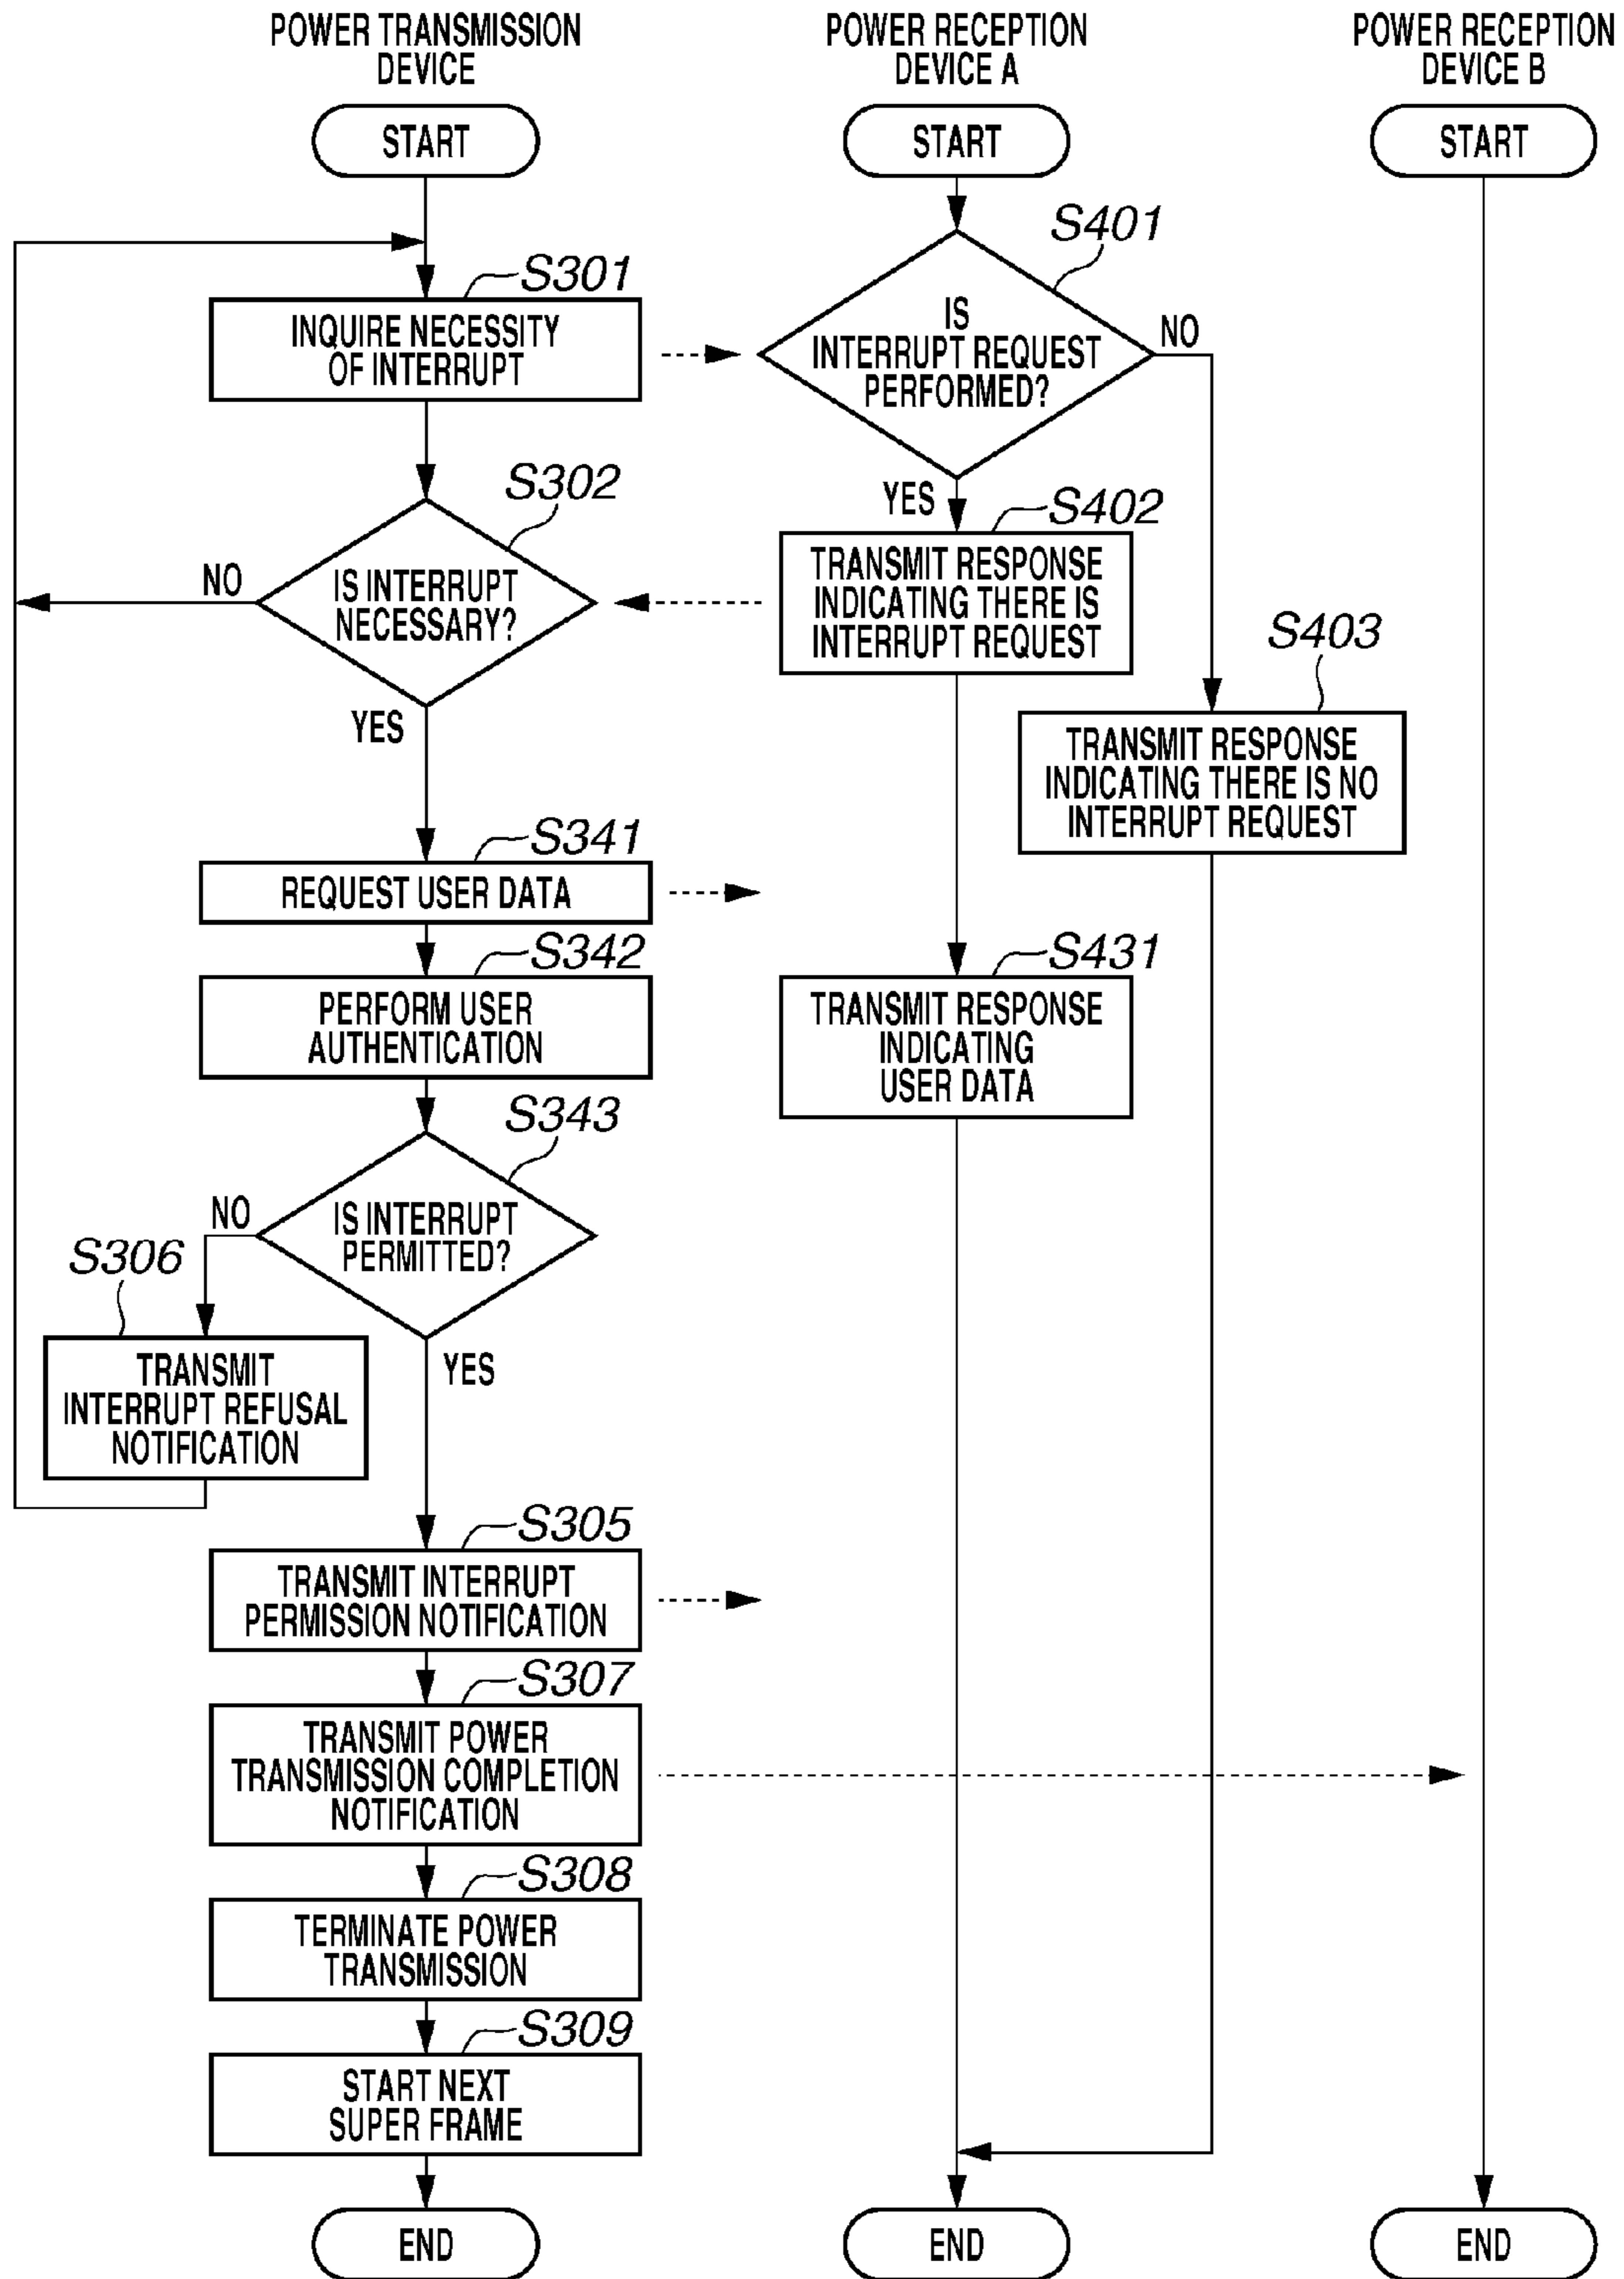 POWER TRANSMISSION
DEVICE
START
S301
INQUIRE NECESSITY
OF INTERRUPT
S302
IS INTERRUPT
NECESSARY?
NO
YES
S341
REQUEST USER DATA
S342
PERFORM USER
AUTHENTICATION
S343
IS INTERRUPT
PERMITTED?
NO
YES
S306
TRANSMIT
INTERRUPT REFUSAL
NOTIFICATION
S305
TRANSMIT INTERRUPT
PERMISSION NOTIFICATION
S307
TRANSMIT POWER
TRANSMISSION COMPLETION
NOTIFICATION
S308
TERMINATE POWER
TRANSMISSION
S309
START NEXT
SUPER FRAME
END
POWER RECEPTION
DEVICE A
START
S401
IS
INTERRUPT REQUEST
PERFORMED?
NO
YES
S402
TRANSMIT RESPONSE
INDICATING THERE IS
INTERRUPT REQUEST
S403
TRANSMIT RESPONSE
INDICATING THERE IS NO
INTERRUPT REQUEST
S431
TRANSMIT RESPONSE
INDICATING
USER DATA
END
POWER RECEPTION
DEVICE B
START
END